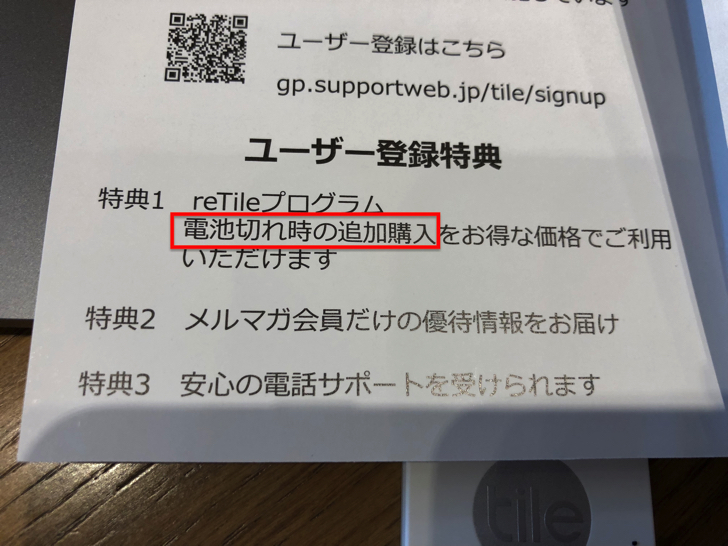 ユーザー登録はこちら
gp.supportweb.jp/tile/signup
ユーザー登録特典
特典1 reTileプログラム
電池切れ時の追加購入をお得な価格でご利用
いただけます
特典2 メルマガ会員だけの優待情報をお届け
特典3 安心の電話サポートを受けられます
tile